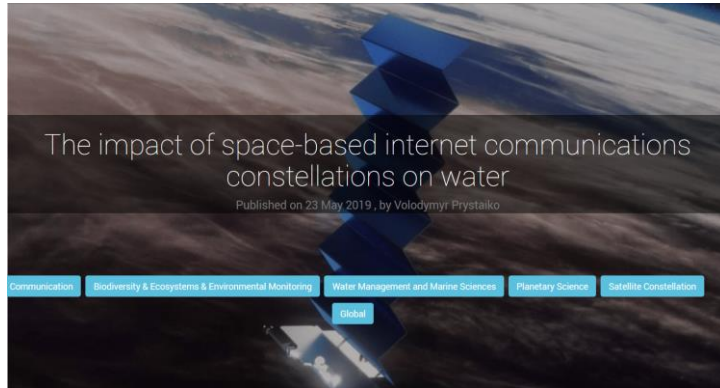 The impact of space-based internet communications
constellations on water
Published on 23 May 2019 , by Volodymyr Prystaiko
Communication
Biodiversity & Ecosystems & Environmental Monitoring
Water Management and Marine Sciences
Planetary Science
Satellite Constellation
Global